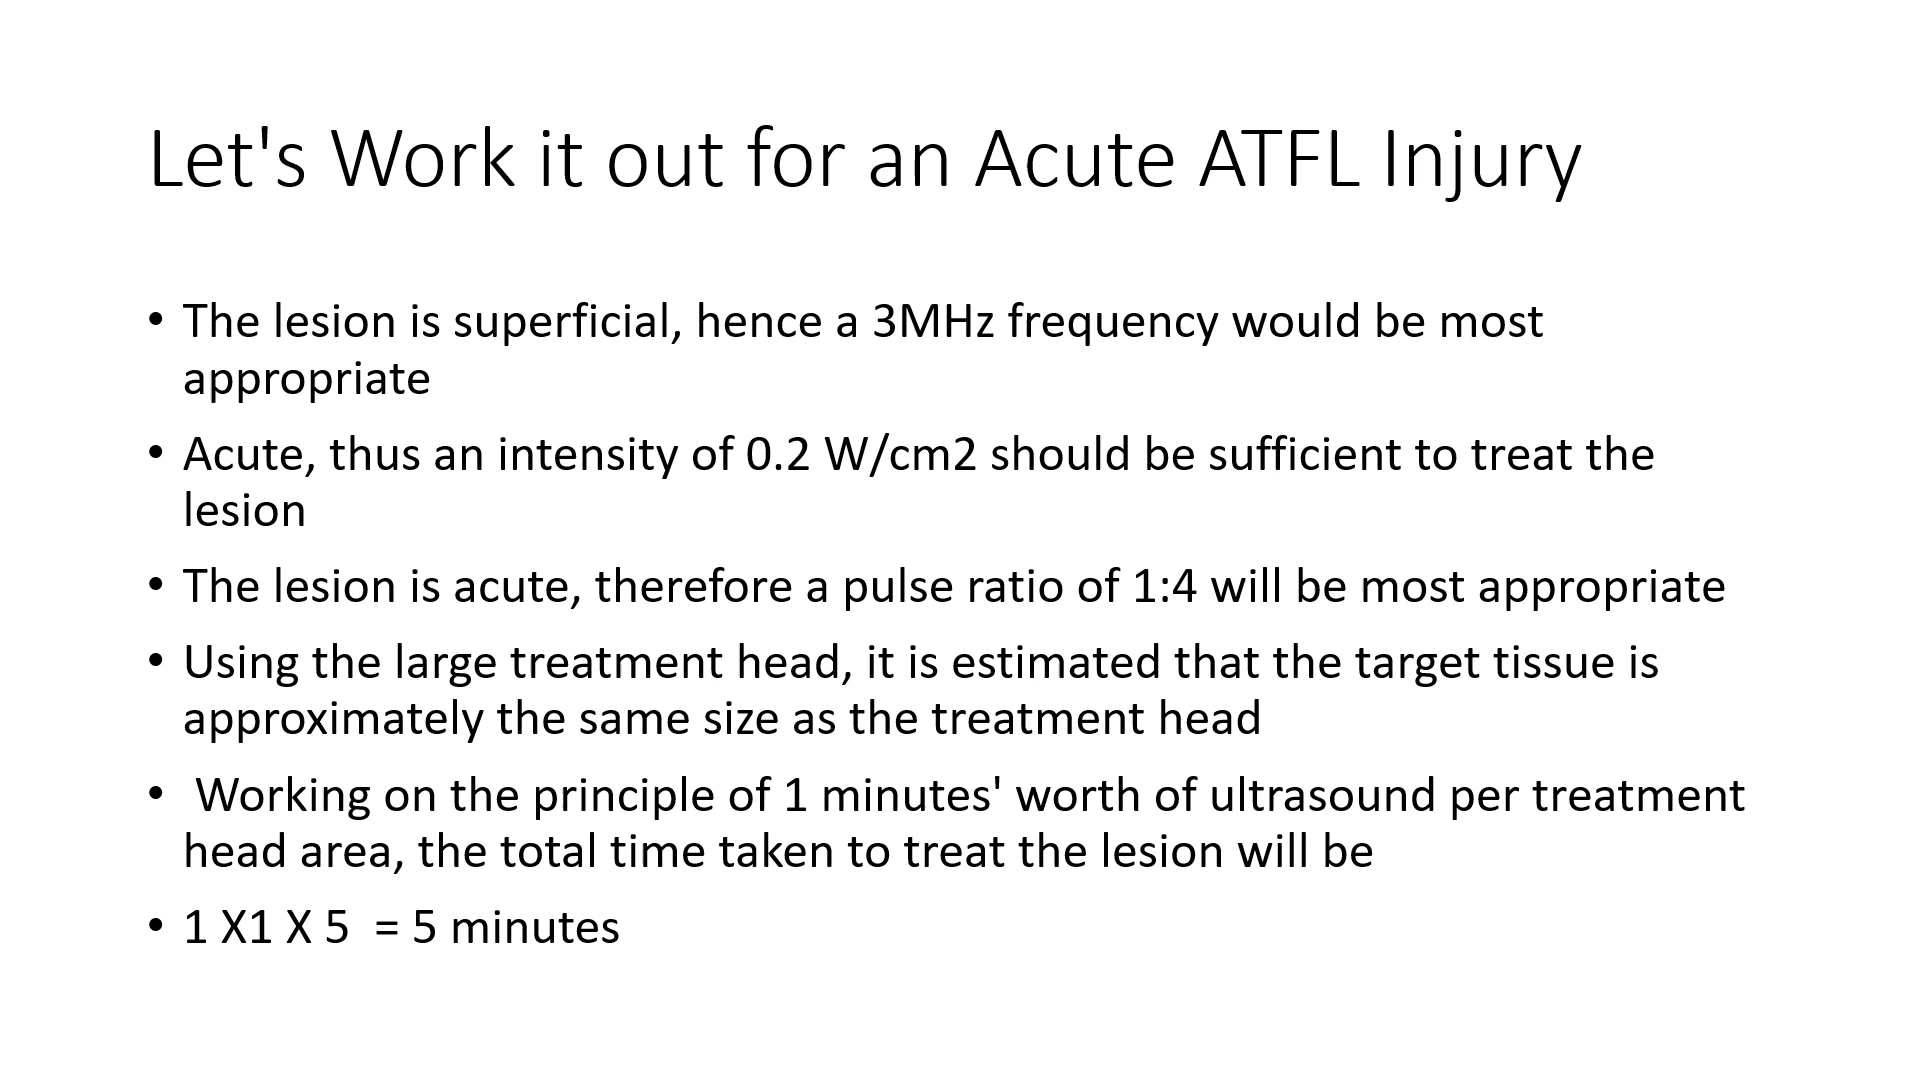 Let's Work it out for an Acute ATFL Injury
• The lesion is superficial, hence a 3MHz frequency would be most
appropriate
• Acute, thus an intensity of 0.2 W/cm2 should be sufficient to treat the
lesion
• The lesion is acute, therefore a pulse ratio of 1:4 will be most appropriate
• Using the large treatment head, it is estimated that the target tissue is
approximately the same size as the treatment head
• Working on the principle of 1 minutes' worth of ultrasound per treatment
head area, the total time taken to treat the lesion will be
• 1 X1 X 5  = 5 minutes